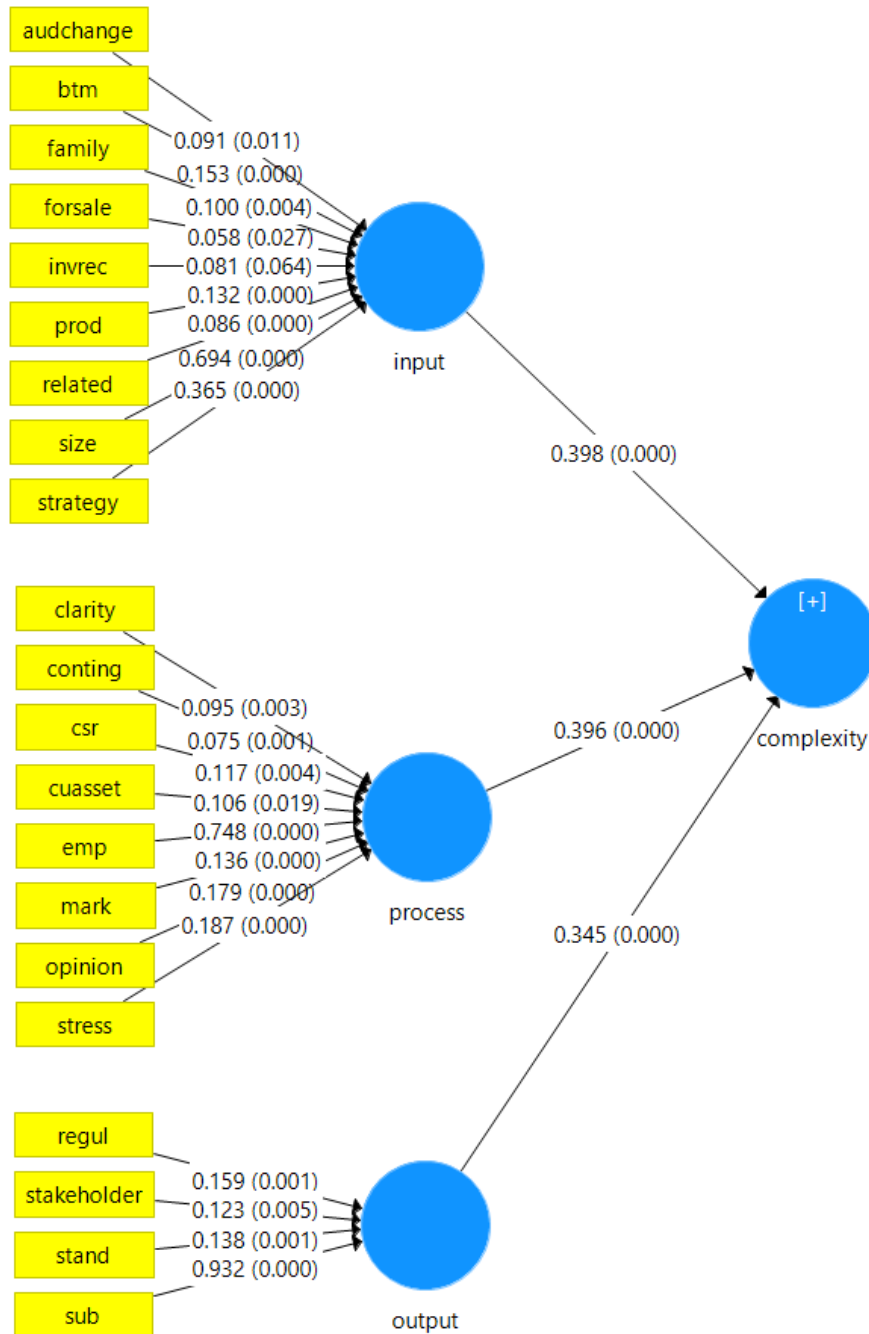 audchange
btm
family
forsale
invrec
prod
related
size
strategy
0.091 (0.011)
0.153 (0.000)
0.100 (0.004)
0.058 (0.027)
0.081 (0.064)
0.132 (0.000)
0.086 (0.000)
0.694 (0.000)
0.365 (0.000)
input
0.398 (0.000)
clarity
conting
csr
cuasset
emp
mark
opinion
stress
0.095 (0.003)
0.075 (0.001)
0.117 (0.004)
0.106 (0.019)
0.748 (0.000)
0.136 (0.000)
0.179 (0.000)
0.187 (0.000)
process
0.396 (0.000)
[+]
complexity
0.345 (0.000)
regul
stakeholder
stand
sub
0.159 (0.001)
0.123 (0.005)
0.138 (0.001)
0.932 (0.000)
output